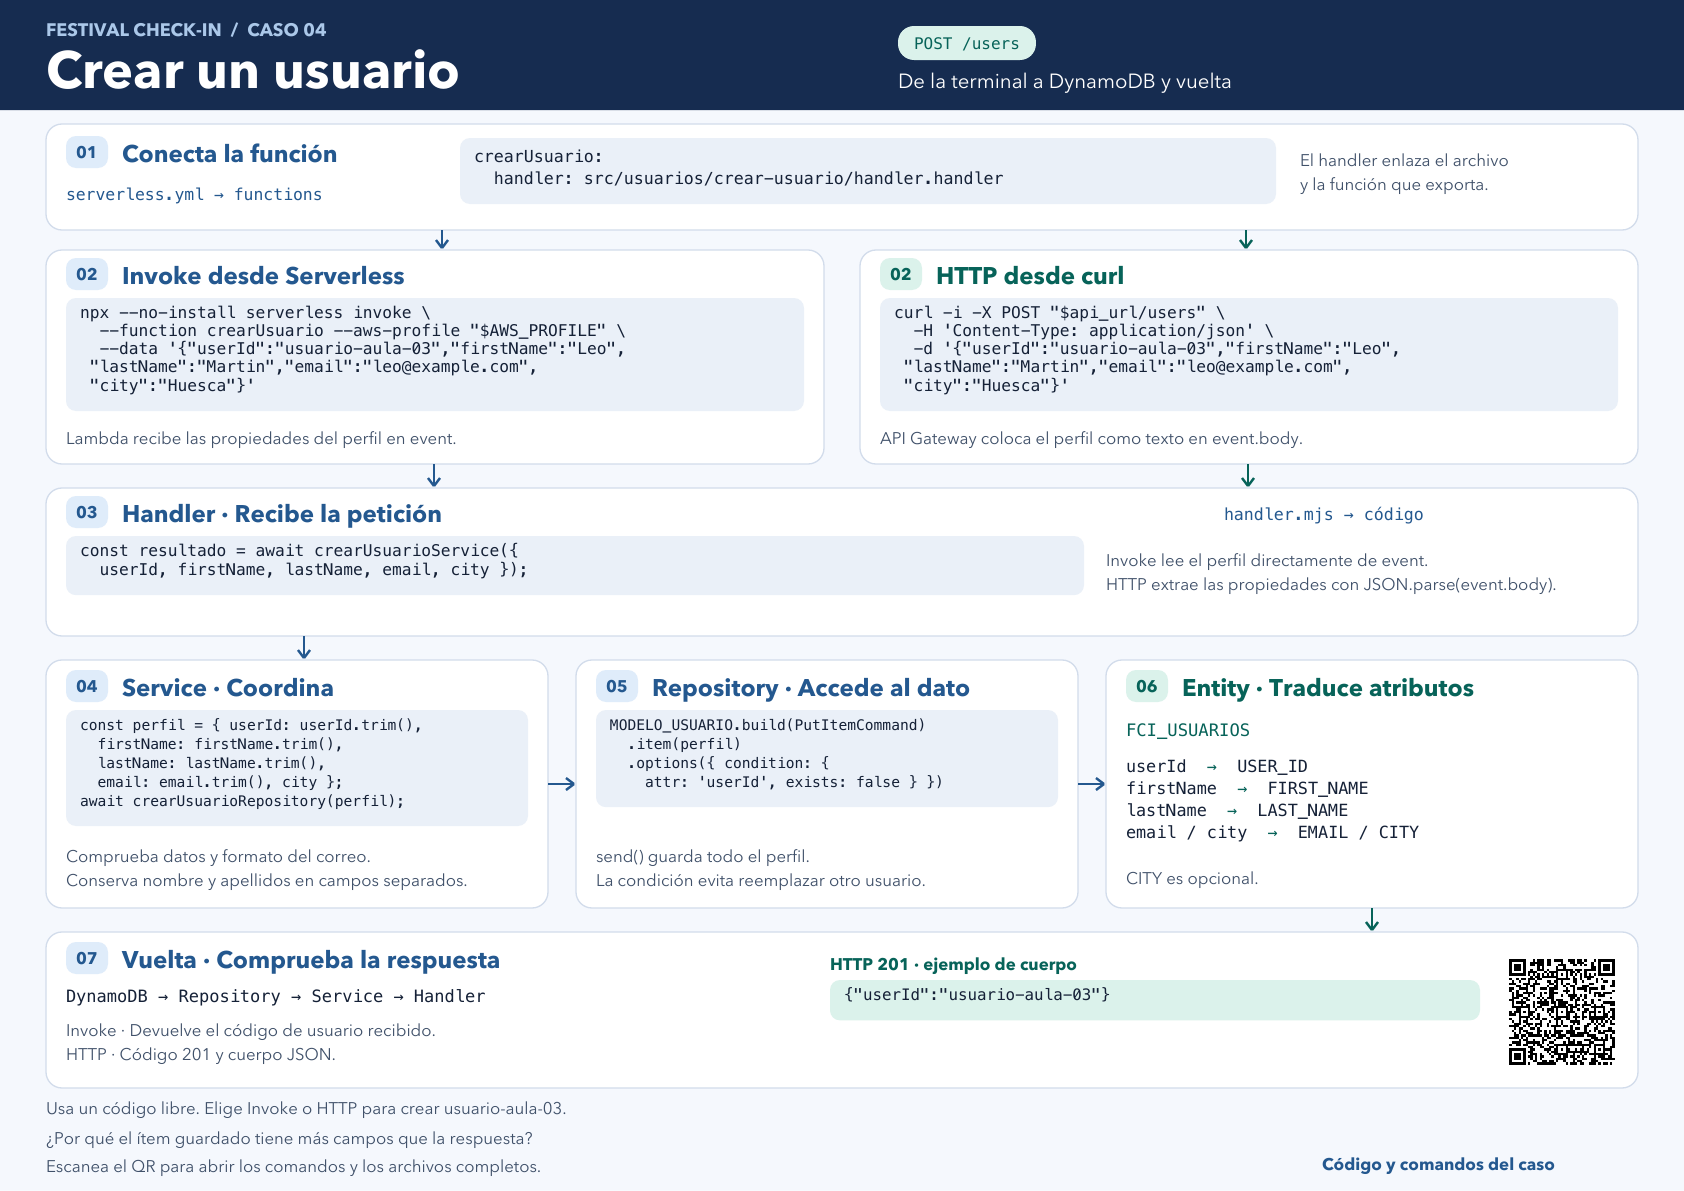 FESTIVAL CHECK-IN / CASO 04
Crear un usuario
POST /users
De la terminal a DynamoDB y vuelta
01 Conecta la función
serverless.yml → functions
crearUsuario:
  handler: src/usuarios/crear-usuario/handler.handler
El handler enlaza el archivo
y la función que exporta.
02 Invoke desde Serverless
npx --no-install serverless invoke \
  --function crearUsuario --aws-profile "$AWS_PROFILE" \
  --data '{"userId":"usuario-aula-03","firstName":"Leo",
 "lastName":"Martin","email":"leo@example.com",
 "city":"Huesca"}'
Lambda recibe las propiedades del perfil en event.
02 HTTP desde curl
curl -i -X POST "$api_url/users" \
  -H 'Content-Type: application/json' \
  -d '{"userId":"usuario-aula-03","firstName":"Leo",
 "lastName":"Martin","email":"leo@example.com",
 "city":"Huesca"}'
API Gateway coloca el perfil como texto en event.body.
03 Handler · Recibe la petición
handler.mjs → código
const resultado = await crearUsuarioService({
  userId, firstName, lastName, email, city });
Invoke lee el perfil directamente de event.
HTTP extrae las propiedades con JSON.parse(event.body).
04 Service · Coordina
const perfil = { userId: userId.trim(),
  firstName: firstName.trim(),
  lastName: lastName.trim(),
  email: email.trim(), city };
await crearUsuarioRepository(perfil);
Comprueba datos y formato del correo.
Conserva nombre y apellidos en campos separados.
05 Repository · Accede al dato
MODELO_USUARIO.build(PutItemCommand)
  .item(perfil)
  .options({ condition: {
    attr: 'userId', exists: false } })
send() guarda todo el perfil.
La condición evita reemplazar otro usuario.
06 Entity · Traduce atributos
FCI_USUARIOS
userId → USER_ID
firstName → FIRST_NAME
lastName → LAST_NAME
email / city → EMAIL / CITY
CITY es opcional.
07 Vuelta · Comprueba la respuesta
DynamoDB → Repository → Service → Handler
Invoke · Devuelve el código de usuario recibido.
HTTP · Código 201 y cuerpo JSON.
HTTP 201 · ejemplo de cuerpo
{"userId":"usuario-aula-03"}
Usa un código libre. Elige Invoke o HTTP para crear usuario-aula-03.
¿Por qué el ítem guardado tiene más campos que la respuesta?
Escanea el QR para abrir los comandos y los archivos completos.
Código y comandos del caso